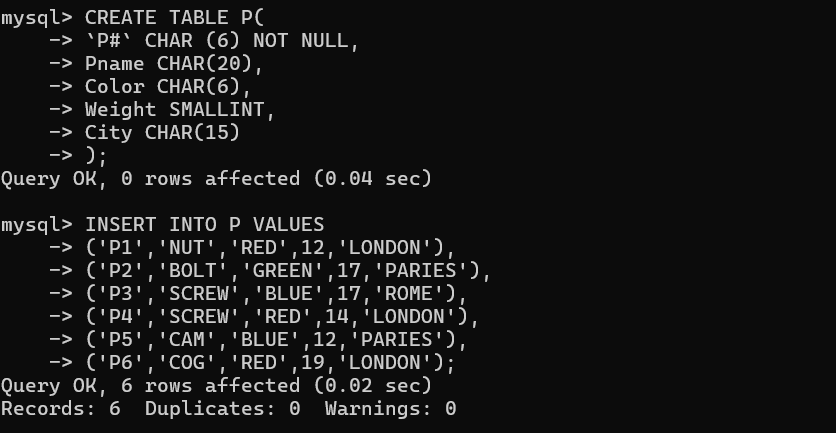 mysql> CREATE TABLE P(
    -> `P#` CHAR (6) NOT NULL,
    -> Pname CHAR(20),
    -> Color CHAR(6),
    -> Weight SMALLINT,
    -> City CHAR(15)
    -> );
Query OK, 0 rows affected (0.04 sec)

mysql> INSERT INTO P VALUES
    -> ('P1','NUT','RED',12,'LONDON'),
    -> ('P2','BOLT','GREEN',17,'PARIES'),
    -> ('P3','SCREW','BLUE',17,'ROME'),
    -> ('P4','SCREW','RED',14,'LONDON'),
    -> ('P5','CAM','BLUE',12,'PARIES'),
    -> ('P6','COG','RED',19,'LONDON');
Query OK, 6 rows affected (0.02 sec)
Records: 6  Duplicates: 0  Warnings: 0